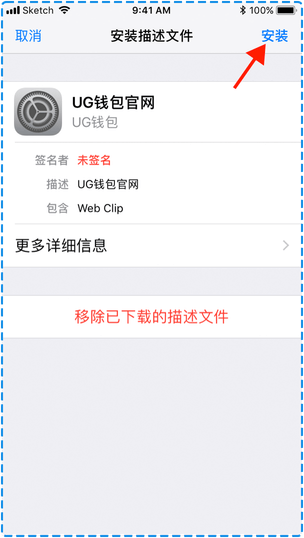 Sketch 9:41 AM 100%
取消 安装描述文件 安装
UG钱包官网
UG钱包
签名者 未签名
描述 UG钱包官网
包含 Web Clip
更多详细信息
移除已下载的描述文件